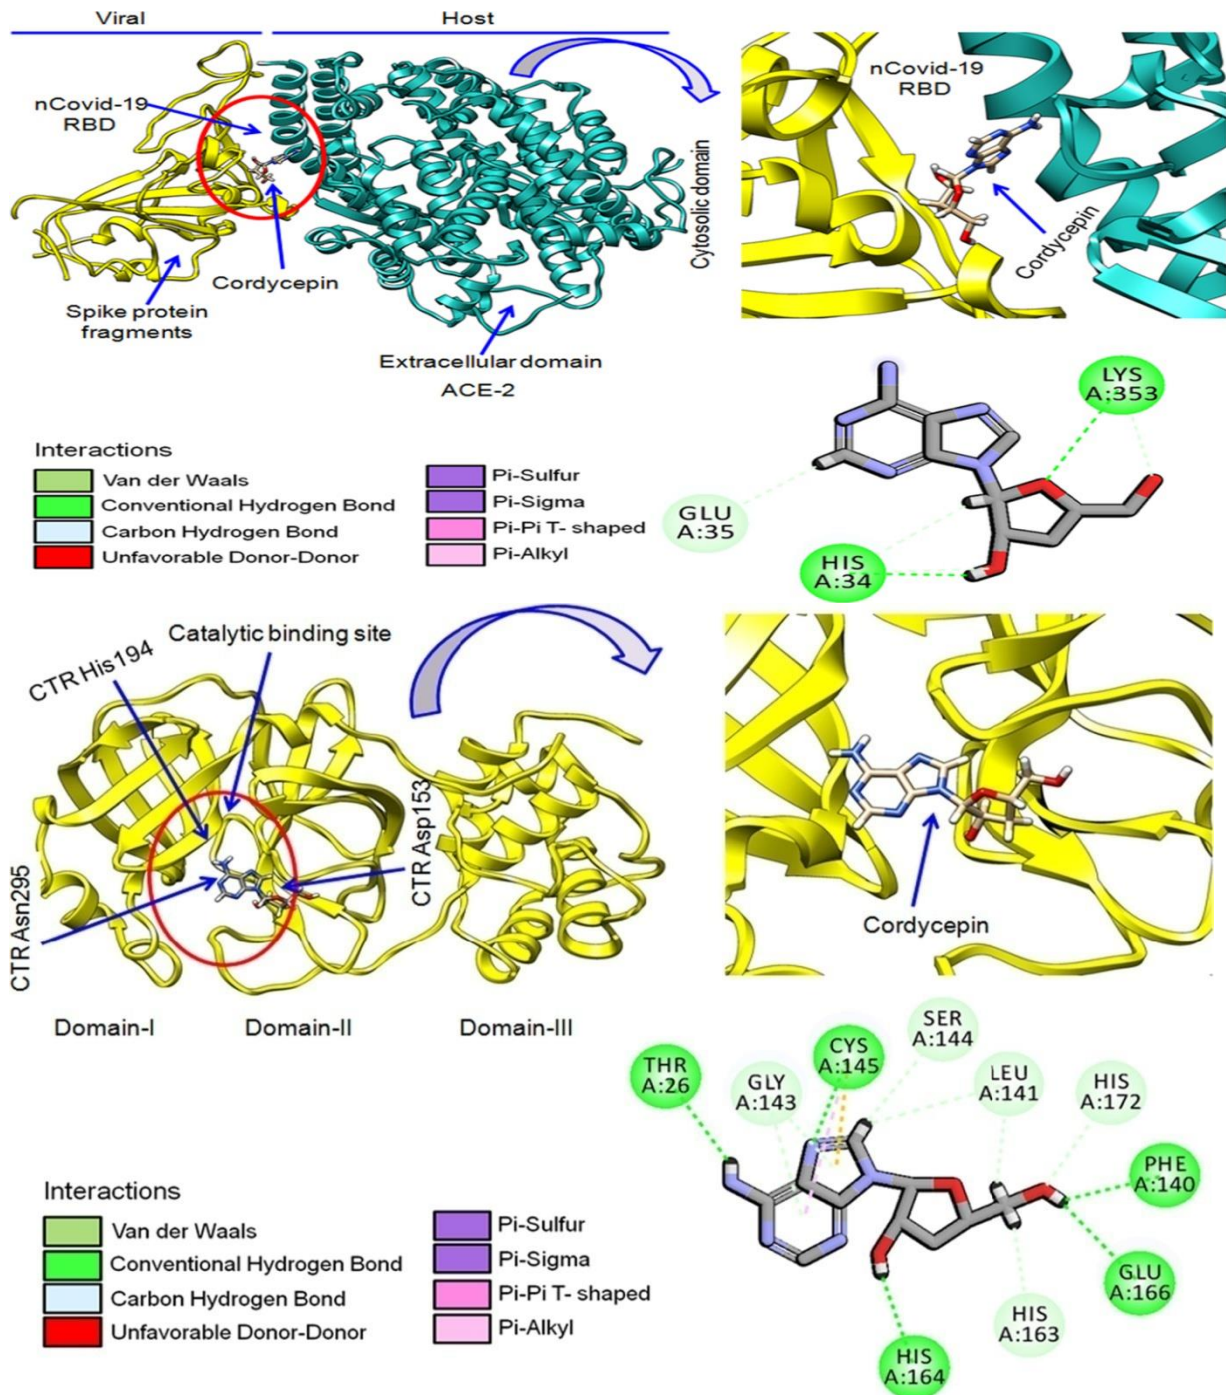 Viral
Host
nCovid-19
RBD
Cordycepin
Spike protein
fragments
Extracellular domain
ACE-2
Cytosolic domain
nCovid-19
RBD
Cordycepin
Interactions
Van der Waals
Conventional Hydrogen Bond
Carbon Hydrogen Bond
Unfavorable Donor-Donor
Pi-Sulfur
Pi-Sigma
Pi-Pi T- shaped
Pi-Alkyl
LYS
A:353
GLU
A:35
HIS
A:34
Catalytic binding site
CTR His194
CTR Asn295
CTR Asp153
Domain-I
Domain-II
Domain-III
Cordycepin
Interactions
Van der Waals
Conventional Hydrogen Bond
Carbon Hydrogen Bond
Unfavorable Donor-Donor
Pi-Sulfur
Pi-Sigma
Pi-Pi T- shaped
Pi-Alkyl
THR
A:26
GLY
A:143
CYS
A:145
SER
A:144
LEU
A:141
HIS
A:172
PHE
A:140
GLU
A:166
HIS
A:163
HIS
A:164